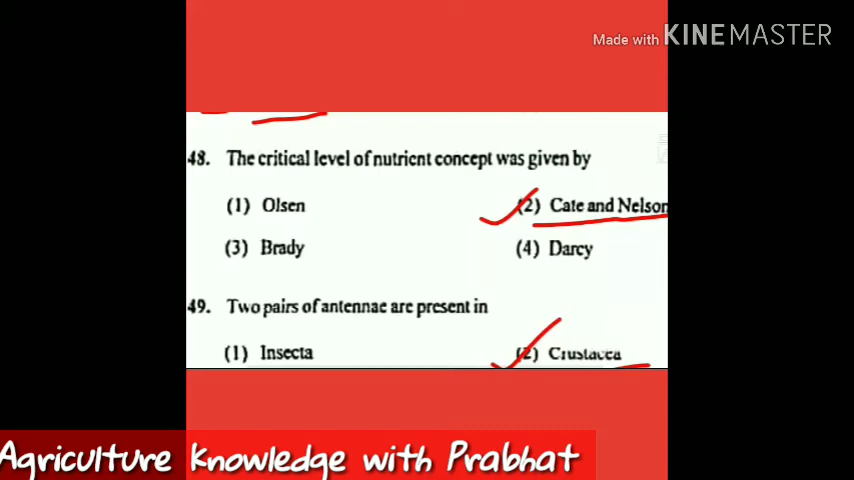 Made with KINEMASTER
48. The critical level of nutrient concept was given by
(1) Olsen (2) Cate and Nelson
(3) Brady (4) Darcy
49. Two pairs of antennae are present in
(1) Insecta (2) Crustacea
Agriculture Knowledge with Prabhat